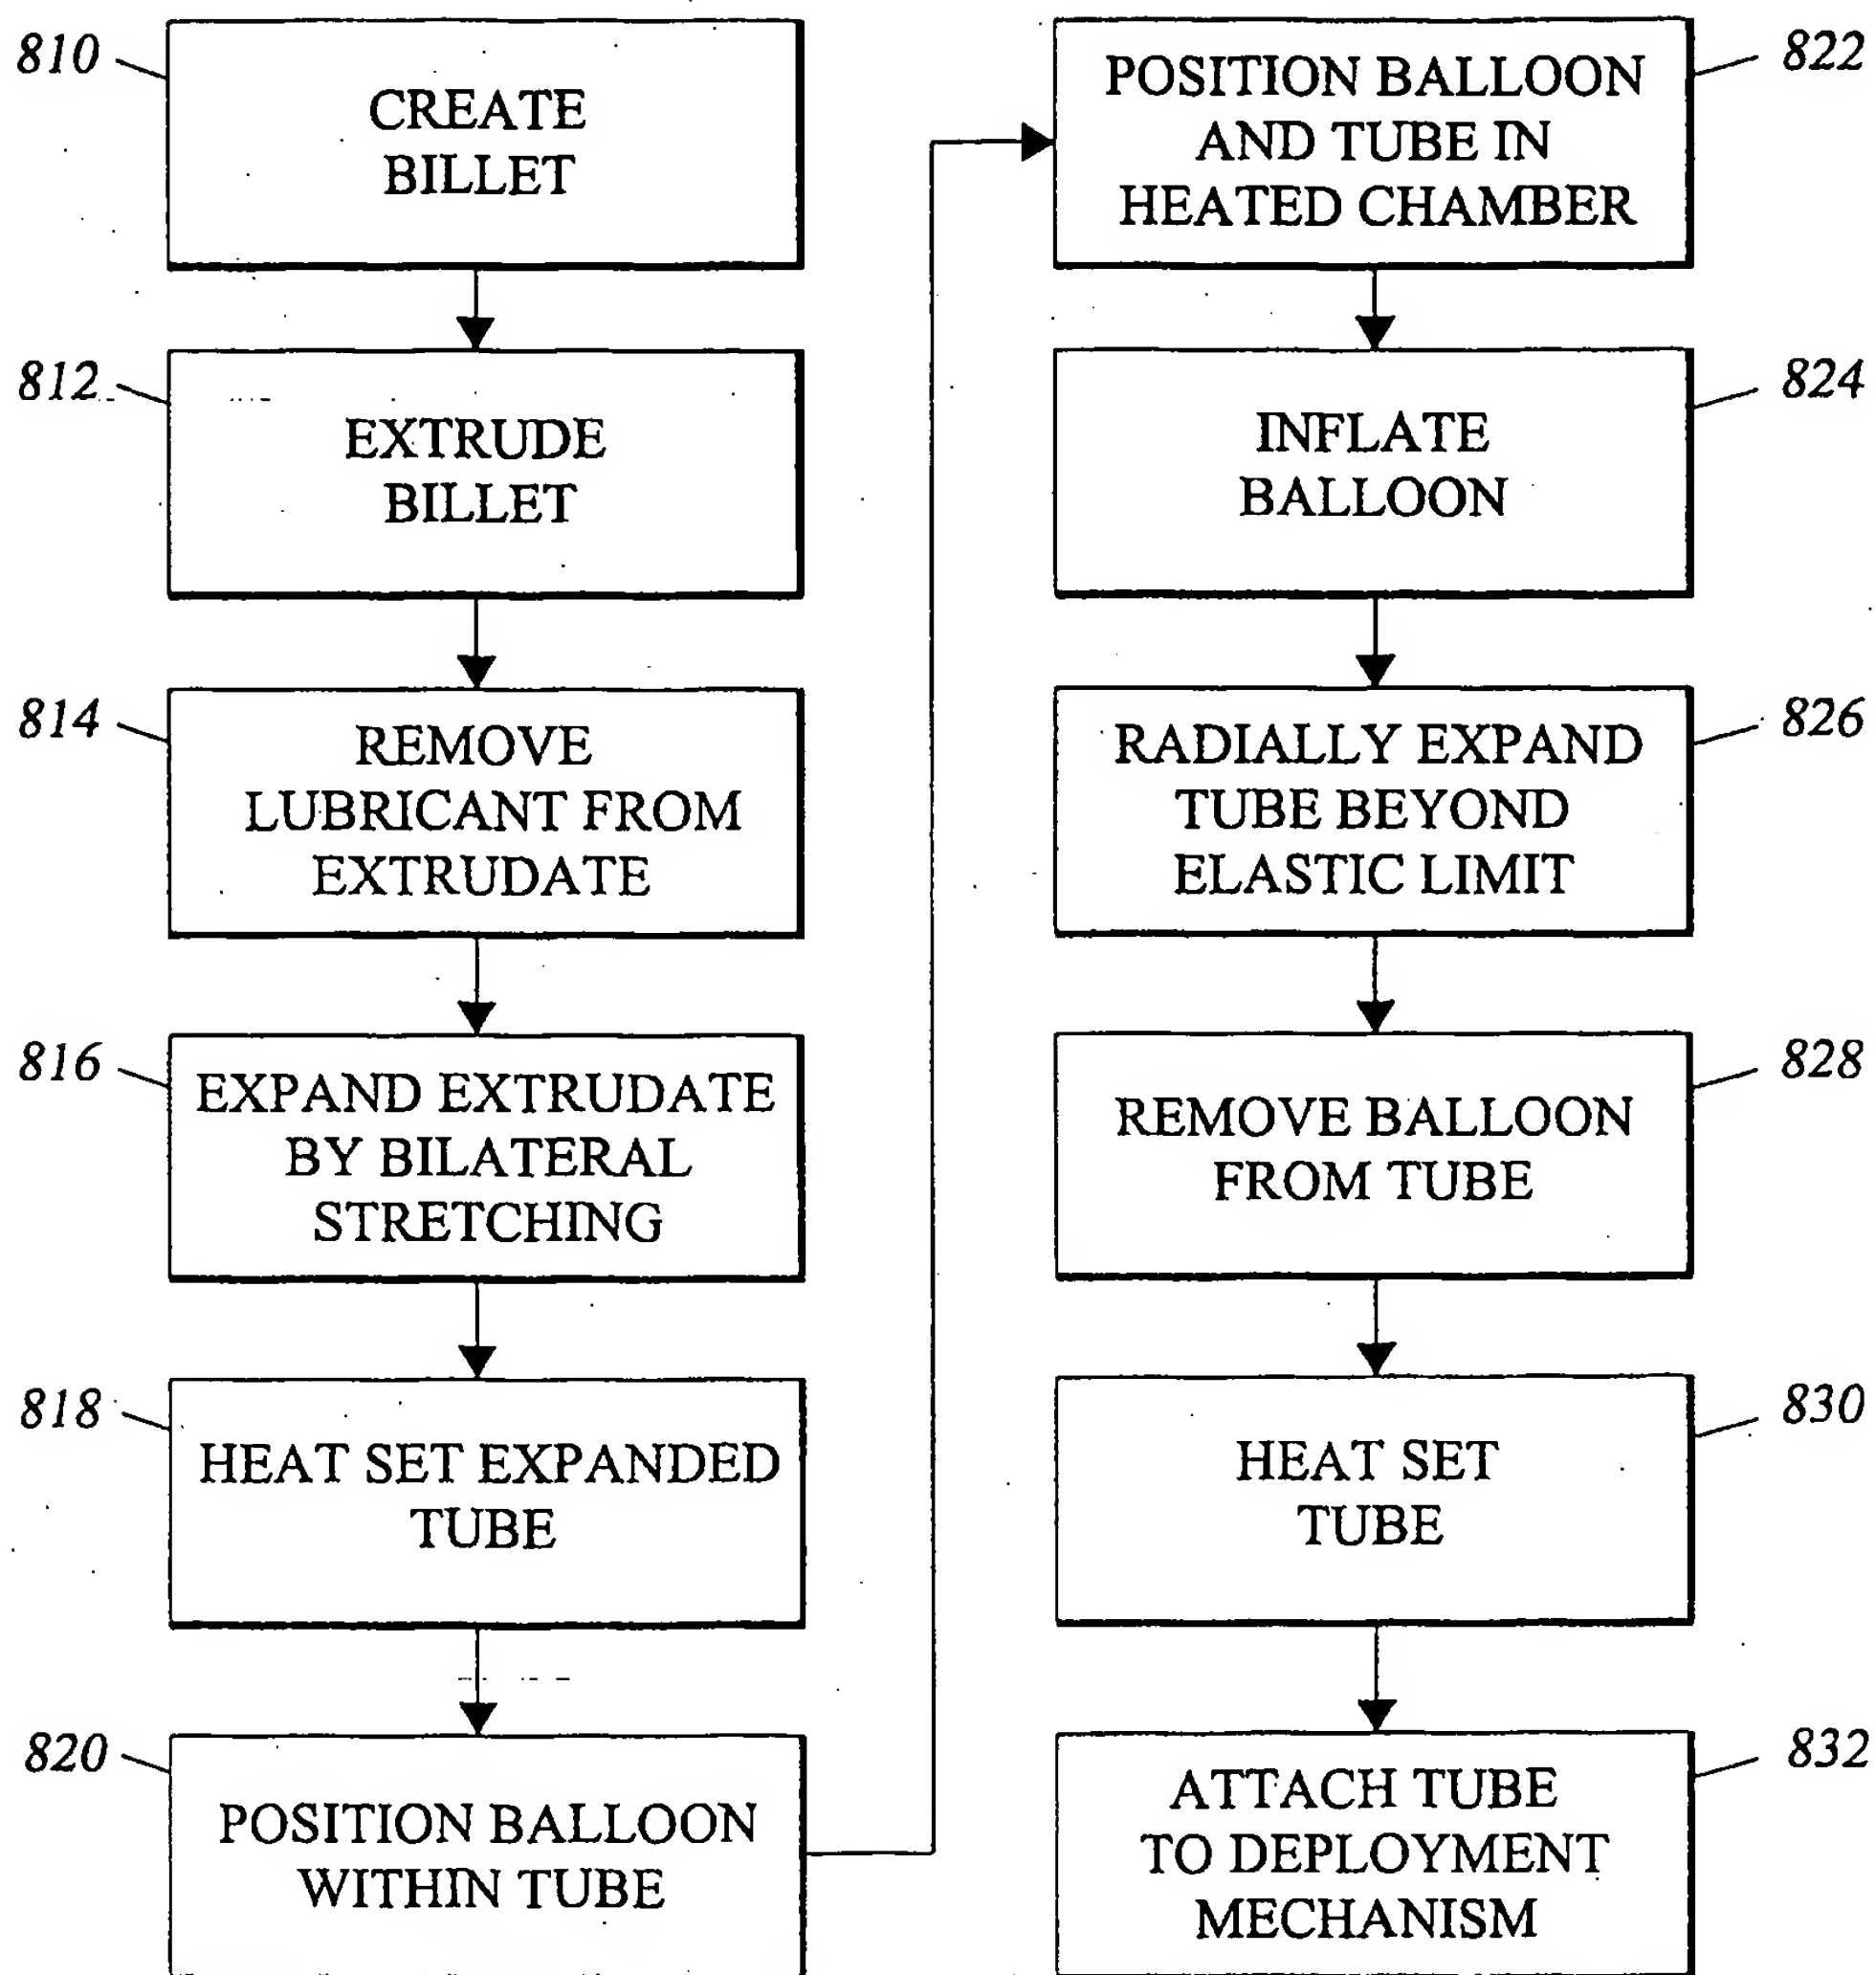 810
CREATE
BILLET
812
EXTRUDE
BILLET
814
REMOVE
LUBRICANT FROM
EXTRUDATE
816
EXPAND EXTRUDATE
BY BILATERAL
STRETCHING
818
HEAT SET EXPANDED
TUBE
820
POSITION BALLOON
WITHIN TUBE
822
POSITION BALLOON
AND TUBE IN
HEATED CHAMBER
824
INFLATE
BALLOON
826
RADIALLY EXPAND
TUBE BEYOND
ELASTIC LIMIT
828
REMOVE BALLOON
FROM TUBE
830
HEAT SET
TUBE
832
ATTACH TUBE
TO DEPLOYMENT
MECHANISM